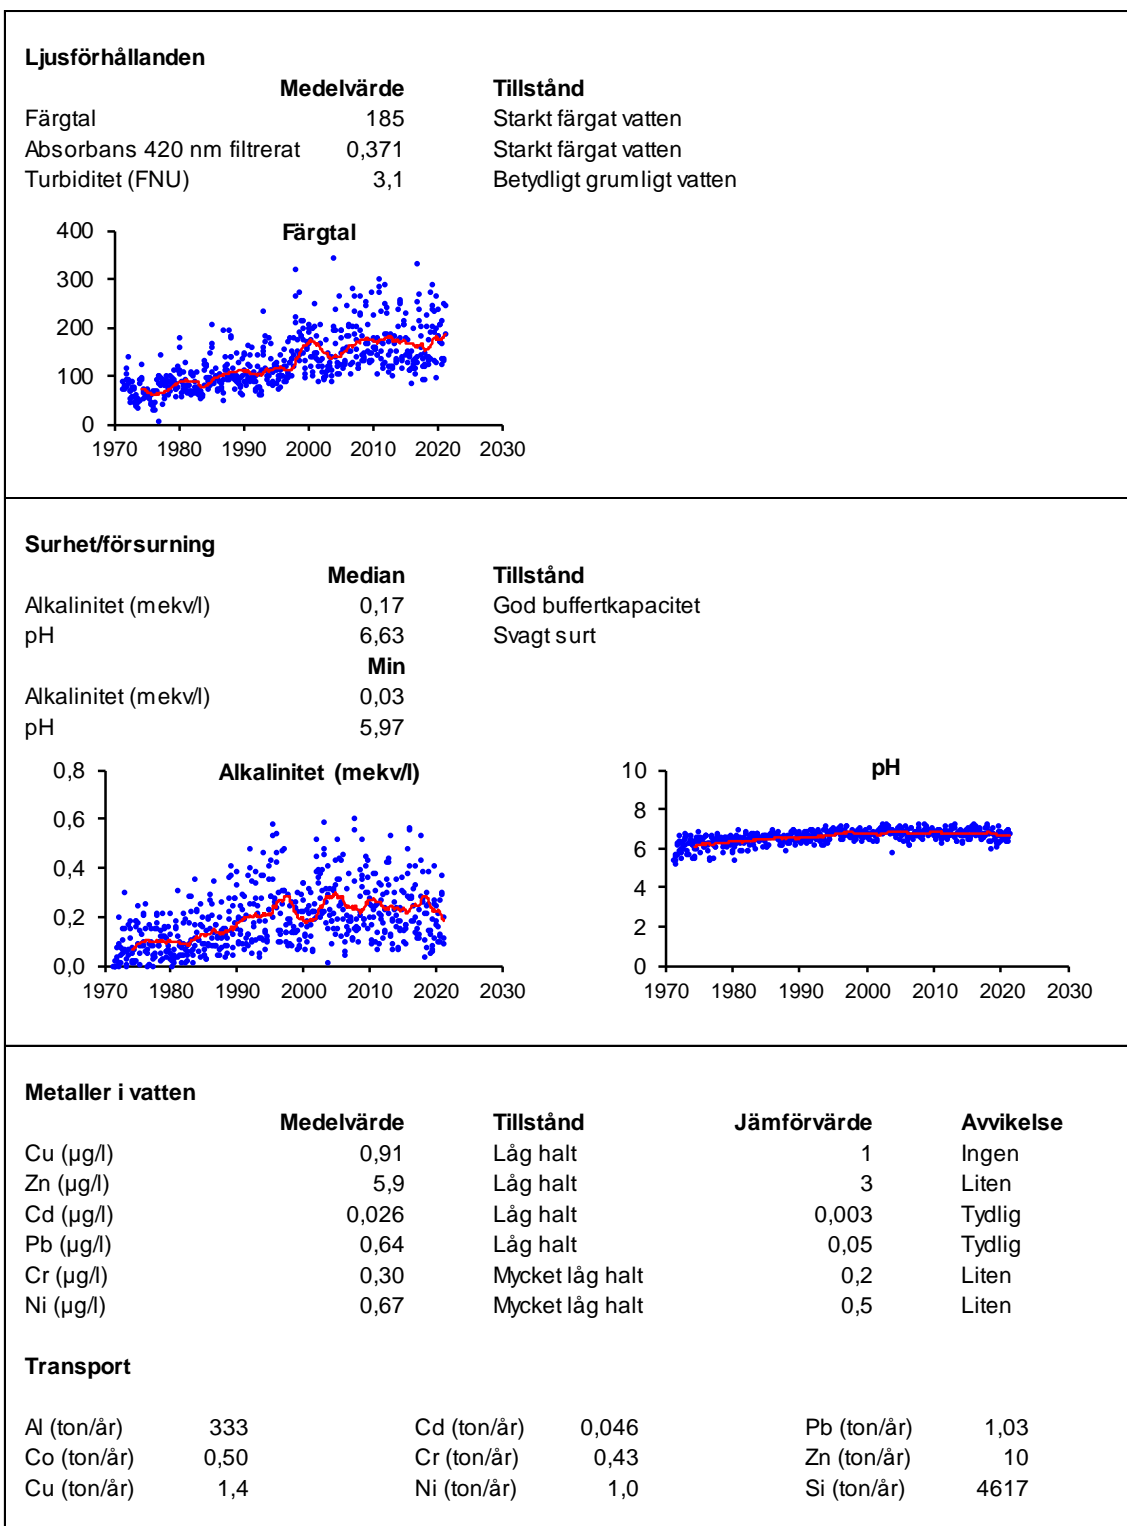 Ljusförhållanden
Medelvärde Tillstånd
Färgtal 185 Starkt färgat vatten
Absorbans 420 nm filtrerat 0,371 Starkt färgat vatten
Turbiditet (FNU) 3,1 Betydligt grumligt vatten
Färgtal
400
300
200
100
0
1970 1980 1990 2000 2010 2020 2030
Surhet/försurning
Median Tillstånd
Alkalinitet (mekv/l) 0,17 God buffertkapacitet
pH 6,63 Svagt surt
Min
Alkalinitet (mekv/l) 0,03
pH 5,97
Alkalinitet (mekv/l)
0,8
0,6
0,4
0,2
0,0
1970 1980 1990 2000 2010 2020 2030
pH
10
8
6
4
2
0
1970 1980 1990 2000 2010 2020 2030
Metaller i vatten
Medelvärde Tillstånd Jämförvärde Avvikelse
Cu (µg/l) 0,91 Låg halt 1 Ingen
Zn (µg/l) 5,9 Låg halt 3 Liten
Cd (µg/l) 0,026 Låg halt 0,003 Tydlig
Pb (µg/l) 0,64 Låg halt 0,05 Tydlig
Cr (µg/l) 0,30 Mycket låg halt 0,2 Liten
Ni (µg/l) 0,67 Mycket låg halt 0,5 Liten
Transport
Al (ton/år) 333 Cd (ton/år) 0,046 Pb (ton/år) 1,03
Co (ton/år) 0,50 Cr (ton/år) 0,43 Zn (ton/år) 10
Cu (ton/år) 1,4 Ni (ton/år) 1,0 Si (ton/år) 4617